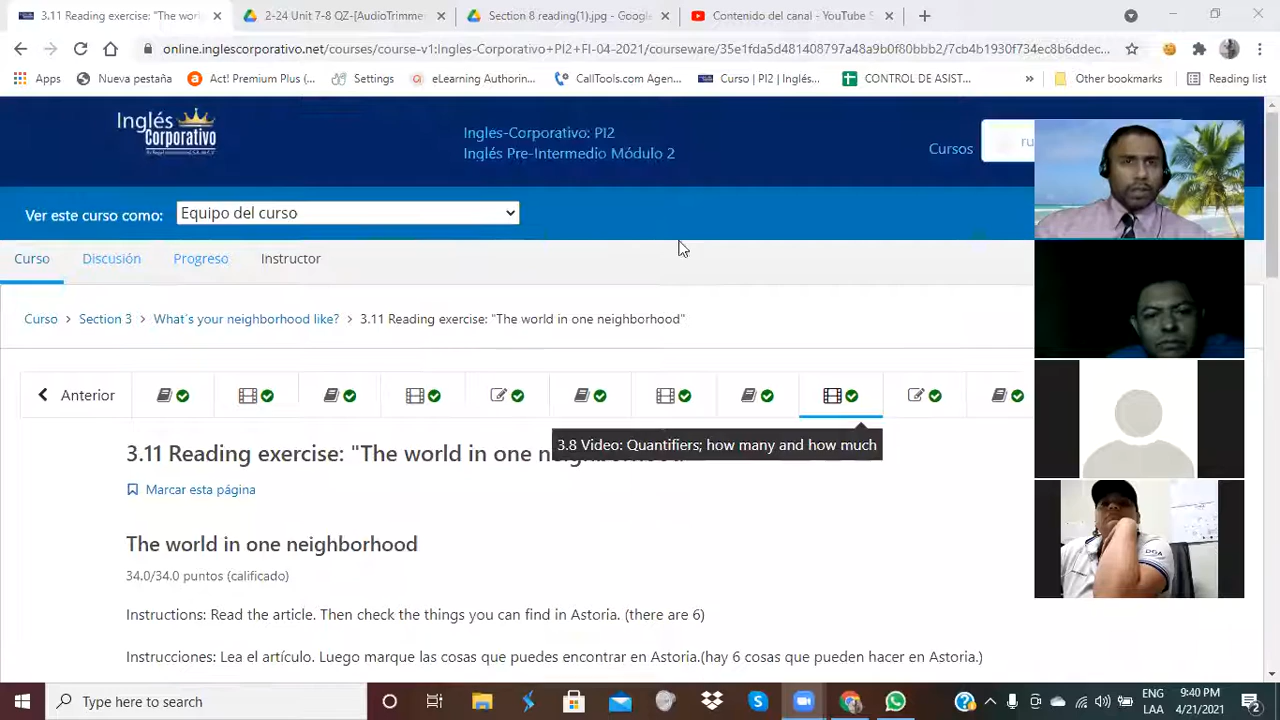 3.11 Reading exercise: "The wor
2-24 Unit 7-8 QZ-[AudioTrimme
Section 8 reading(1).jpg - Google
Contenido del canal - YouTube S
online.inglescorporativo.net/courses/course-v1:Ingles-Corporativo+PI2+FI-04-2021/courseware/35e1fda5d481408797a48a9b0f80bbb2/7cb4b1930f734ec8b6ddec...
Apps
Nueva pestaña
Act! Premium Plus (...
Settings
eLearning Authorin...
CallTools.com Agen...
Curso | PI2 | Inglés...
CONTROL DE ASIST...
»
Other bookmarks
Reading list
Inglés
Corporativo
Ingles-Corporativo: PI2
Inglés Pre-Intermedio Módulo 2
Cursos
ru
Ver este curso como:
Equipo del curso
Curso
Discusión
Progreso
Instructor
Curso > Section 3 > What´s your neighborhood like? > 3.11 Reading exercise: "The world in one neighborhood"
Anterior
3.8 Video: Quantifiers; how many and how much
3.11 Reading exercise: "The world in one
Marcar esta página
The world in one neighborhood
34.0/34.0 puntos (calificado)
Instructions: Read the article. Then check the things you can find in Astoria. (there are 6)
Instrucciones: Lea el artículo. Luego marque las cosas que puedes encontrar en Astoria.(hay 6 cosas que pueden hacer en Astoria.)
DGA
Type here to search
ENG
LAA
9:40 PM
4/21/2021
2